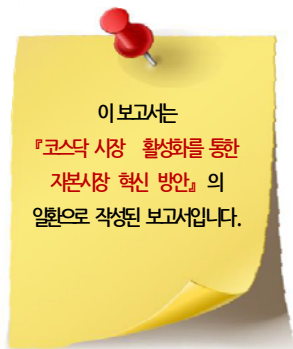 이 보고서는
『코스닥 시장 활성화를 통한
자본시장 혁신 방안』의
일환으로 작성된 보고서입니다.